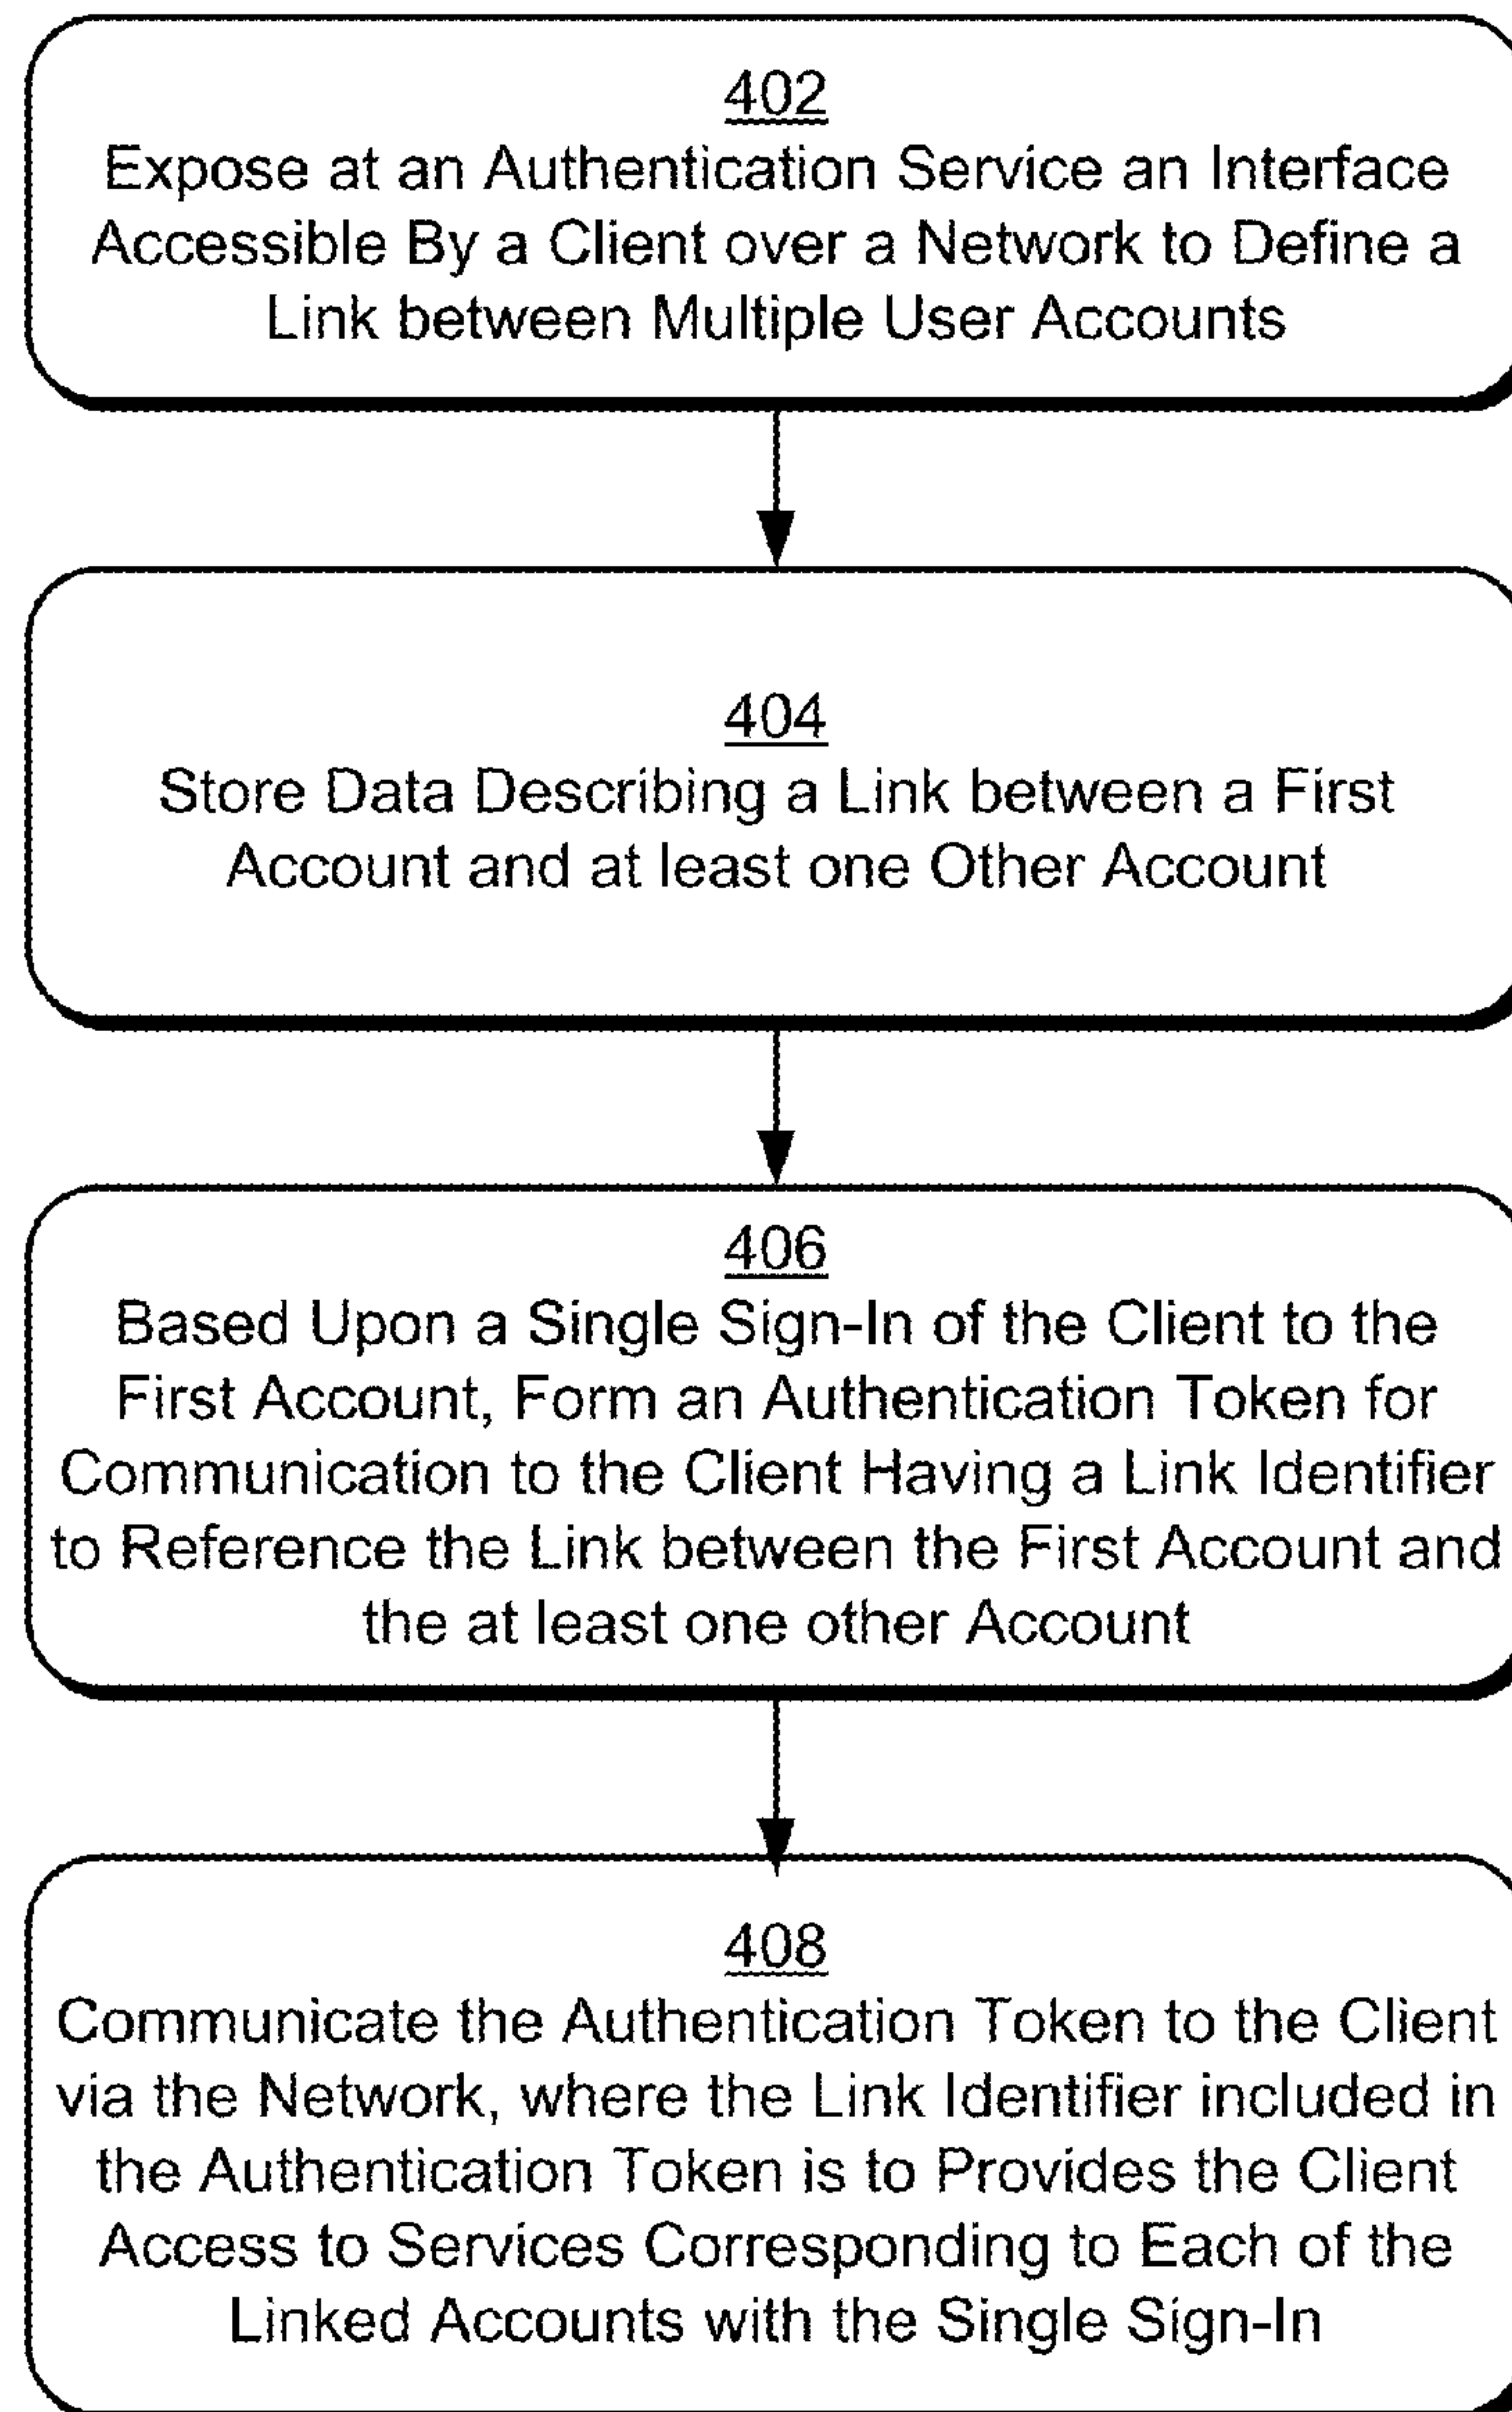 402
Expose at an Authentication Service an Interface
Accessible By a Client over a Network to Define a
Link between Multiple User Accounts
404
Store Data Describing a Link between a First
Account and at least one Other Account
406
Based Upon a Single Sign-In of the Client to the
First Account, Form an Authentication Token for
Communication to the Client Having a Link Identifier
to Reference the Link between the First Account and
the at least one other Account
408
Communicate the Authentication Token to the Client
via the Network, where the Link Identifier included in
the Authentication Token is to Provides the Client
Access to Services Corresponding to Each of the
Linked Accounts with the Single Sign-In